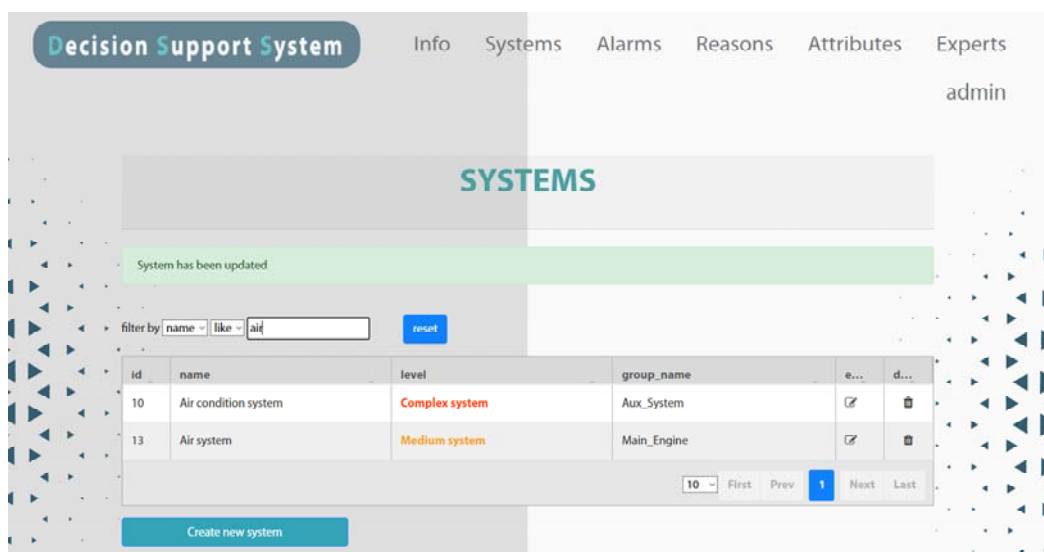 Decision Support System Info Systems Alarms Reasons Attributes Experts
admin
SYSTEMS
System has been updated
filter by name like air reset
id name level group_name e... d...
10 Air condition system Complex system Aux_System
13 Air system Medium system Main_Engine
10 First Prev 1 Next Last
Create new system